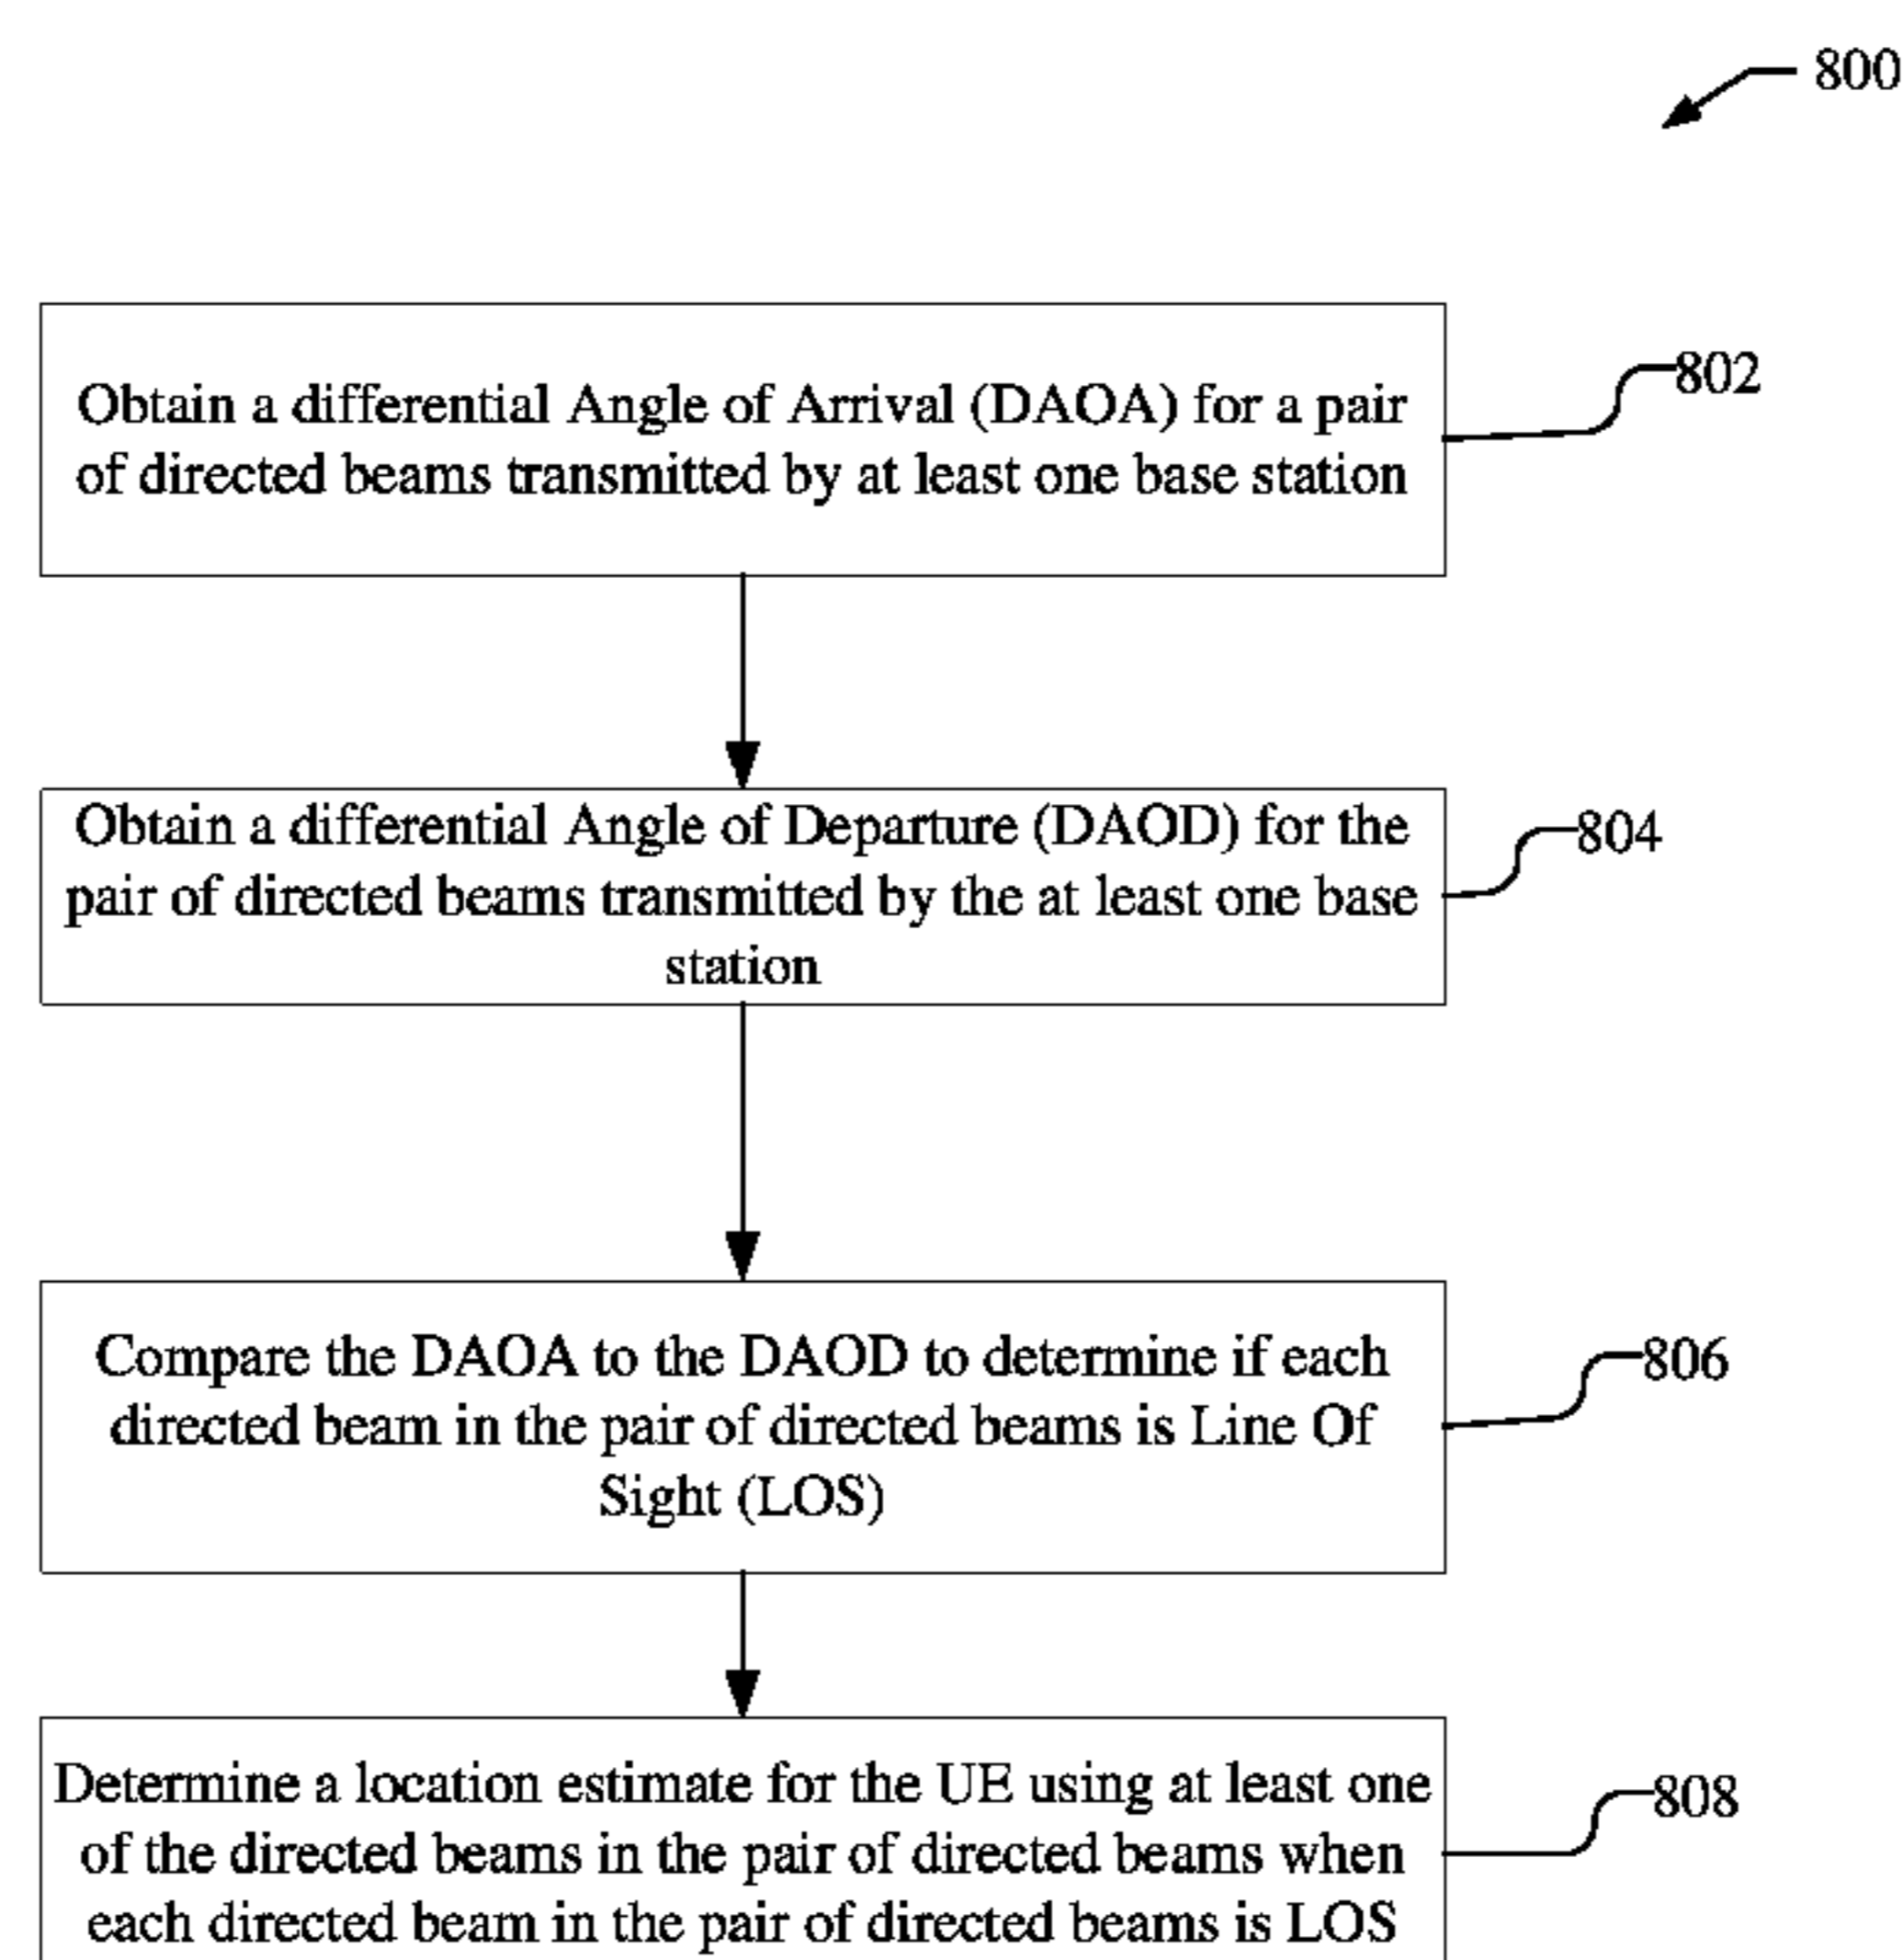 800
Obtain a differential Angle of Arrival (DAOA) for a pair
of directed beams transmitted by at least one base station
802
Obtain a differential Angle of Departure (DAOD) for the
pair of directed beams transmitted by the at least one base
station
804
Compare the DAOA to the DAOD to determine if each
directed beam in the pair of directed beams is Line Of
Sight (LOS)
806
Determine a location estimate for the UE using at least one
of the directed beams in the pair of directed beams when
each directed beam in the pair of directed beams is LOS
808